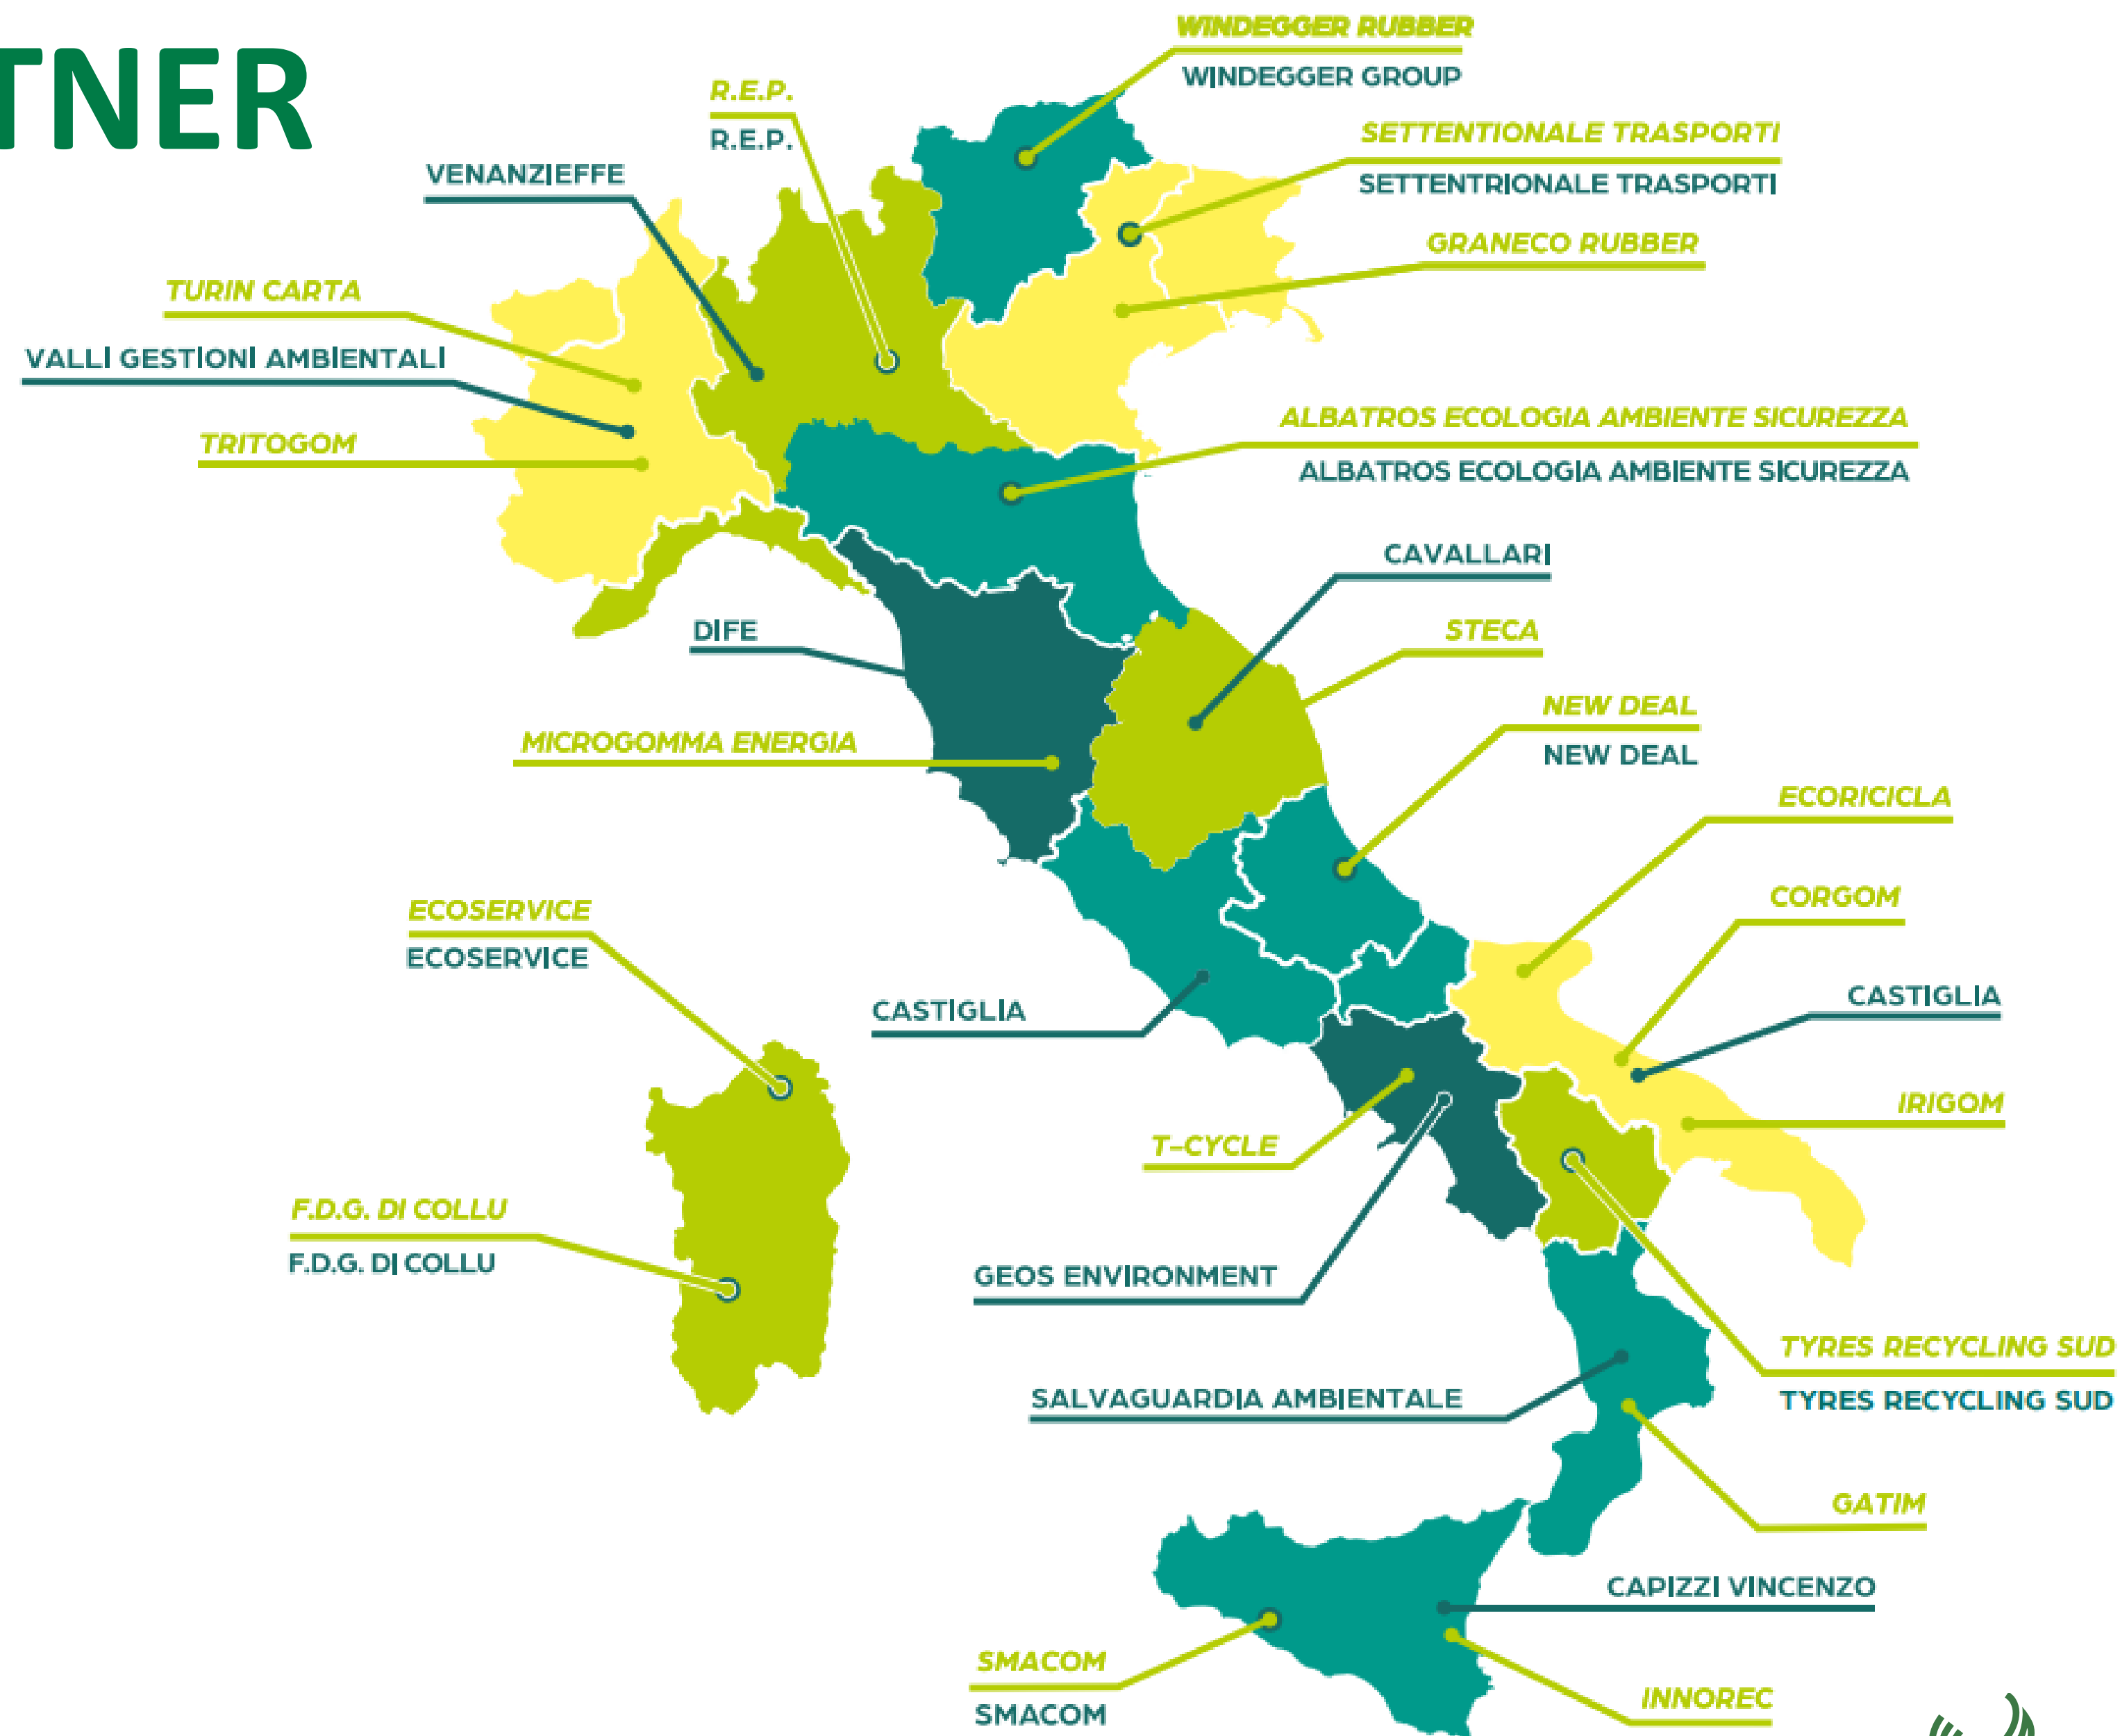 TNER
WINDEGGER RUBBER
WINDEGGER GROUP
R.E.P.
R.E.P.
SETTENTIONALE TRASPORTI
SETTENTRIONALE TRASPORTI
VENANZIEFFE
GRANECO RUBBER
TURIN CARTA
VALLI GESTIONI AMBIENTALI
TRITOGOM
ALBATROS ECOLOGIA AMBIENTE SICUREZZA
ALBATROS ECOLOGIA AMBIENTE SICUREZZA
CAVALLARI
DIFE
STECA
NEW DEAL
NEW DEAL
MICROGOMMA ENERGIA
ECORICICLA
CORGOM
ECOSERVICE
ECOSERVICE
CASTIGLIA
CASTIGLIA
IRIGOM
T-CYCLE
F.D.G. DI COLLU
F.D.G. DI COLLU
GEOS ENVIRONMENT
TYRES RECYCLING SUD
TYRES RECYCLING SUD
SALVAGUARDIA AMBIENTALE
GATIM
CAPIZZI VINCENZO
SMACOM
SMACOM
INNOREC